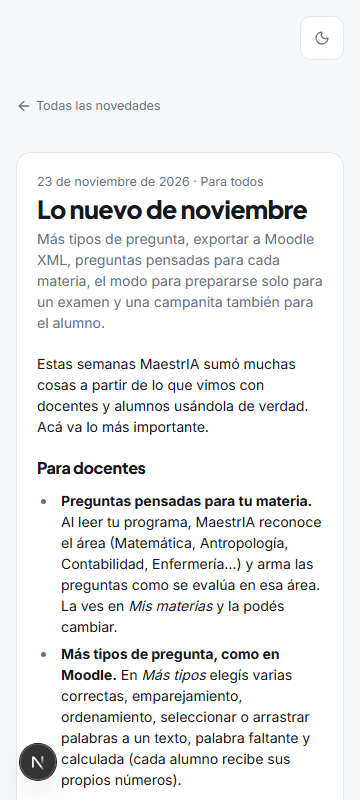 Todas las novedades
23 de noviembre de 2026 · Para todos
Lo nuevo de noviembre
Más tipos de pregunta, exportar a Moodle
XML, preguntas pensadas para cada
materia, el modo para prepararse solo para
un examen y una campanita también para
el alumno.
Estas semanas MaestrIA sumó muchas
cosas a partir de lo que vimos con
docentes y alumnos usándola de verdad.
Acá va lo más importante.
Para docentes
Preguntas pensadas para tu materia.
Al leer tu programa, MaestrIA reconoce
el área (Matemática, Antropología,
Contabilidad, Enfermería...) y arma las
preguntas como se evalúa en esa área.
La ves en Mis materias y la podés
cambiar.
Más tipos de pregunta, como en
Moodle. En Más tipos elegís varias
correctas, emparejamiento,
ordenamiento, seleccionar o arrastrar
palabras a un texto, palabra faltante y
calculada (cada alumno recibe sus
propios números).
N